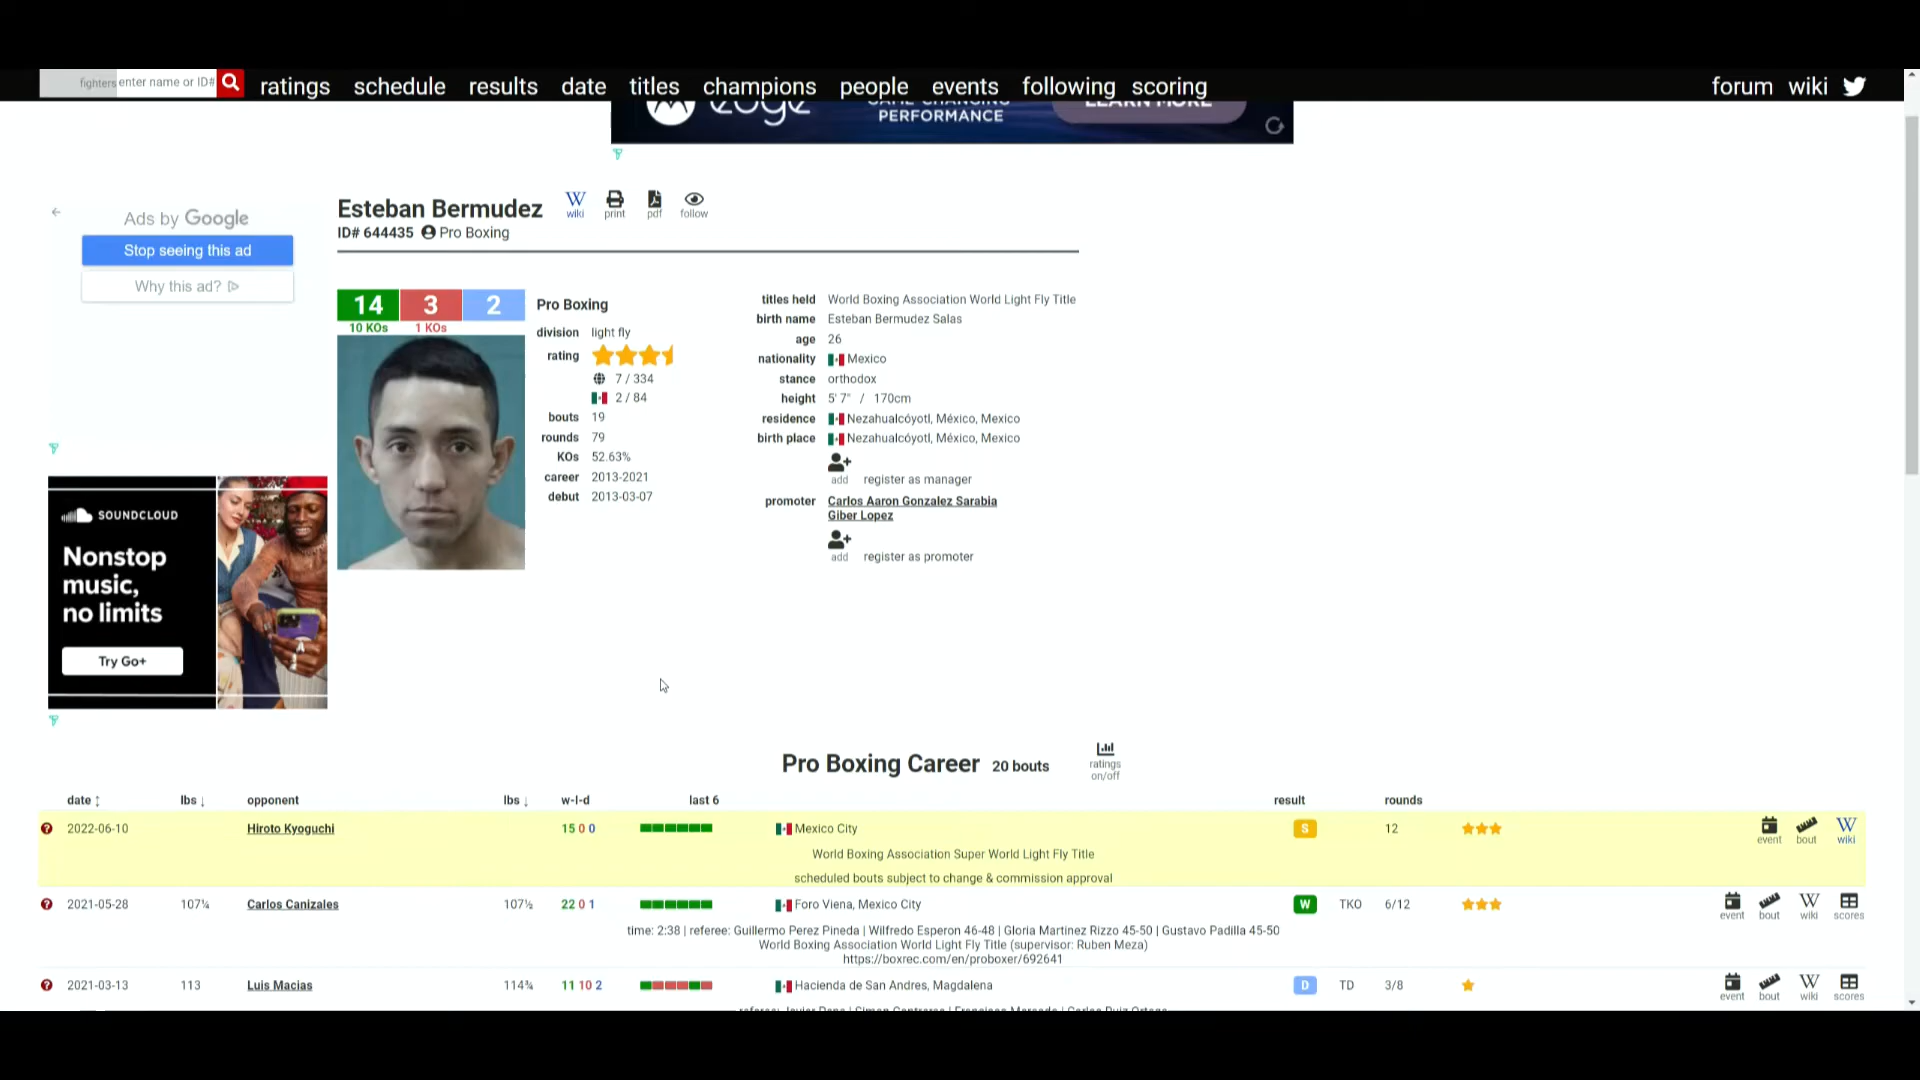 fighters enter name or ID# ratings schedule results date titles champions people events following scoring forum wiki
edge GAME-CHANGING PERFORMANCE LEARN MORE
Ads by Google
Stop seeing this ad
Why this ad?
SOUNDCLOUD
Nonstop
music,
no limits
Try Go+
Esteban Bermudez wiki print pdf follow
ID# 644435 Pro Boxing
14 3 2
10 KOs 1 KOs
Pro Boxing
division light fly
rating
7 / 334
2 / 84
bouts 19
rounds 79
KOs 52.63%
career 2013-2021
debut 2013-03-07
titles held World Boxing Association World Light Fly Title
birth name Esteban Bermudez Salas
age 26
nationality Mexico
stance orthodox
height 5' 7" / 170cm
residence Nezahualcóyotl, México, Mexico
birth place Nezahualcóyotl, México, Mexico
add register as manager
promoter Carlos Aaron Gonzalez Sarabia
Giber Lopez
add register as promoter
Pro Boxing Career 20 bouts ratings on/off
date lbs opponent lbs w-l-d last 6 result rounds
2022-06-10 Hiroto Kyoguchi 15 0 0 Mexico City S 12 event bout wiki
World Boxing Association Super World Light Fly Title
scheduled bouts subject to change & commission approval
2021-05-28 107¼ Carlos Canizales 107½ 22 0 1 Foro Viena, Mexico City W TKO 6/12 event bout wiki scores
time: 2:38 | referee: Guillermo Perez Pineda | Wilfredo Esperon 46-48 | Gloria Martinez Rizzo 45-50 | Gustavo Padilla 45-50
World Boxing Association World Light Fly Title (supervisor: Ruben Meza)
https://boxrec.com/en/proboxer/692641
2021-03-13 113 Luis Macias 114¾ 11 10 2 Hacienda de San Andres, Magdalena D TD 3/8 event bout wiki scores